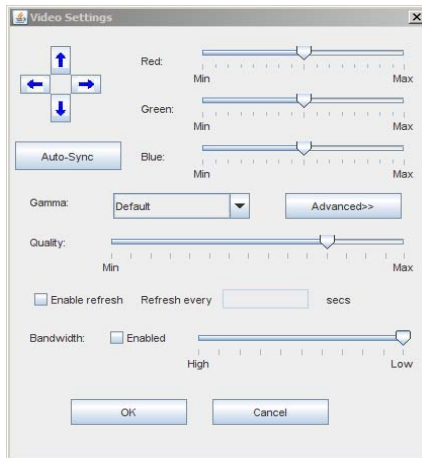 Video Settings
Red:
Min Max
Green:
Min Max
Auto-Sync
Blue:
Min Max
Gamma: Default Advanced>>
Quality:
Min Max
Enable refresh Refresh every secs
Bandwidth: Enabled
High Low
OK Cancel